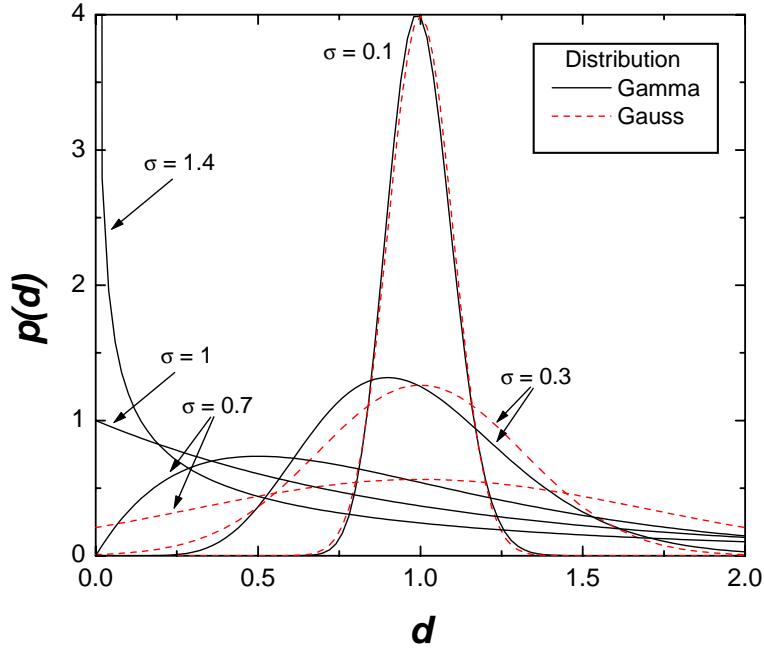 4
3
2
1
0
p(d)
σ = 0.1
σ = 1.4
σ = 1
σ = 0.7
σ = 0.3
Distribution
Gamma
Gauss
0.0
0.5
1.0
1.5
2.0
d